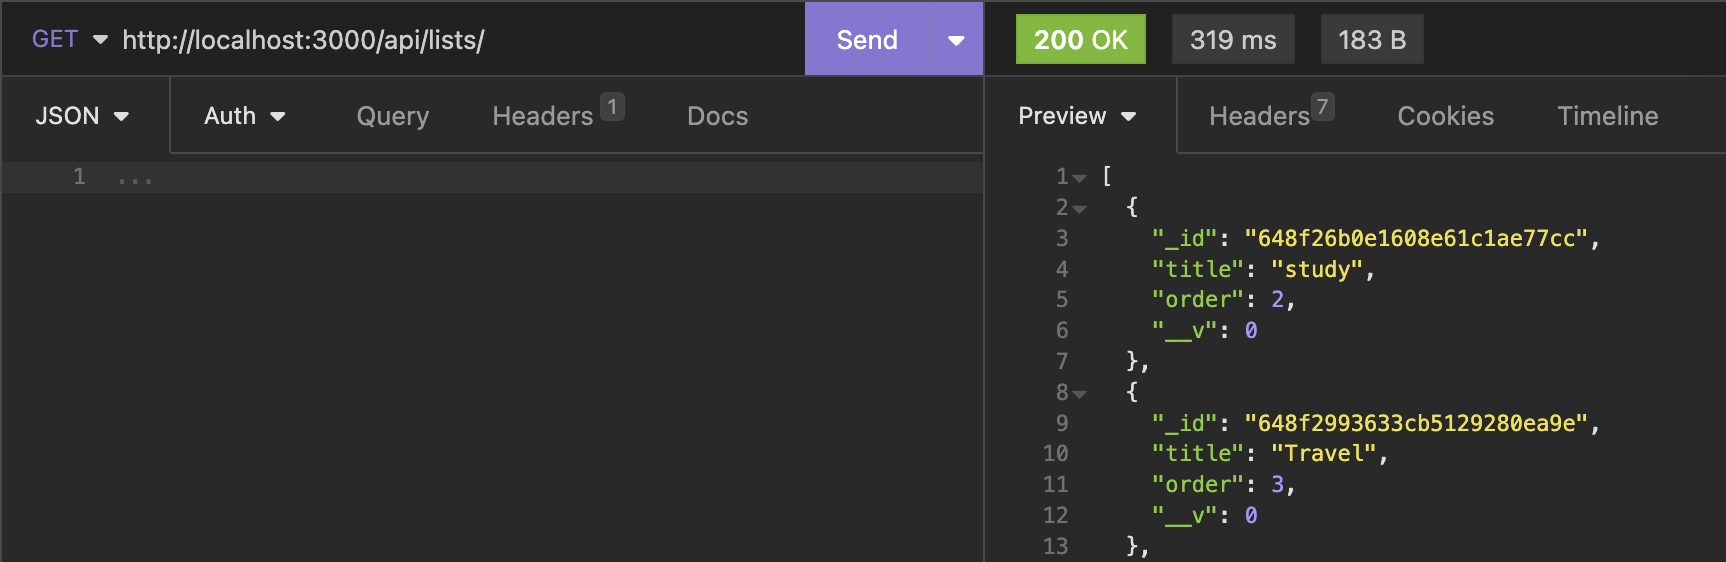 GET http://localhost:3000/api/lists/ Send 200 OK 319 ms 183 B
JSON Auth Query Headers 1 Docs Preview Headers 7 Cookies Timeline
1 ...
1 [
2 {
3 "_id": "648f26b0e1608e61c1ae77cc",
4 "title": "study",
5 "order": 2,
6 "__v": 0
7 },
8 {
9 "_id": "648f2993633cb5129280ea9e",
10 "title": "Travel",
11 "order": 3,
12 "__v": 0
13 },